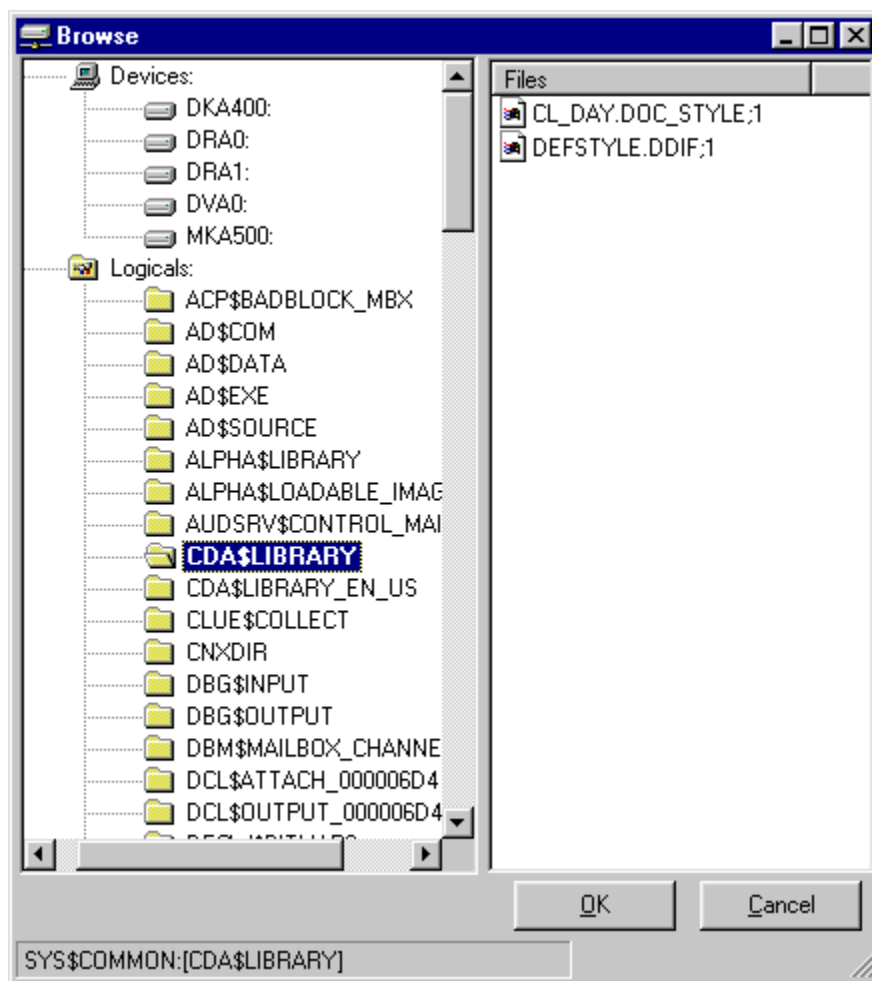 Browse
Devices:
DKA400:
DRA0:
DRA1:
DVA0:
MKA500:
Logicals:
ACP$BADBLOCK_MBX
AD$COM
AD$DATA
AD$EXE
AD$SOURCE
ALPHA$LIBRARY
ALPHA$LOADABLE_IMAG
AUDSRV$CONTROL_MAI
CDA$LIBRARY
CDA$LIBRARY_EN_US
CLUE$COLLECT
CNXDIR
DBG$INPUT
DBG$OUTPUT
DBM$MAILBOX_CHANNE
DCL$ATTACH_000006D4
DCL$OUTPUT_000006D4
Files
CL_DAY.DOC_STYLE;1
DEFSTYLE.DDIF;1
OK
Cancel
SYS$COMMON:[CDA$LIBRARY]